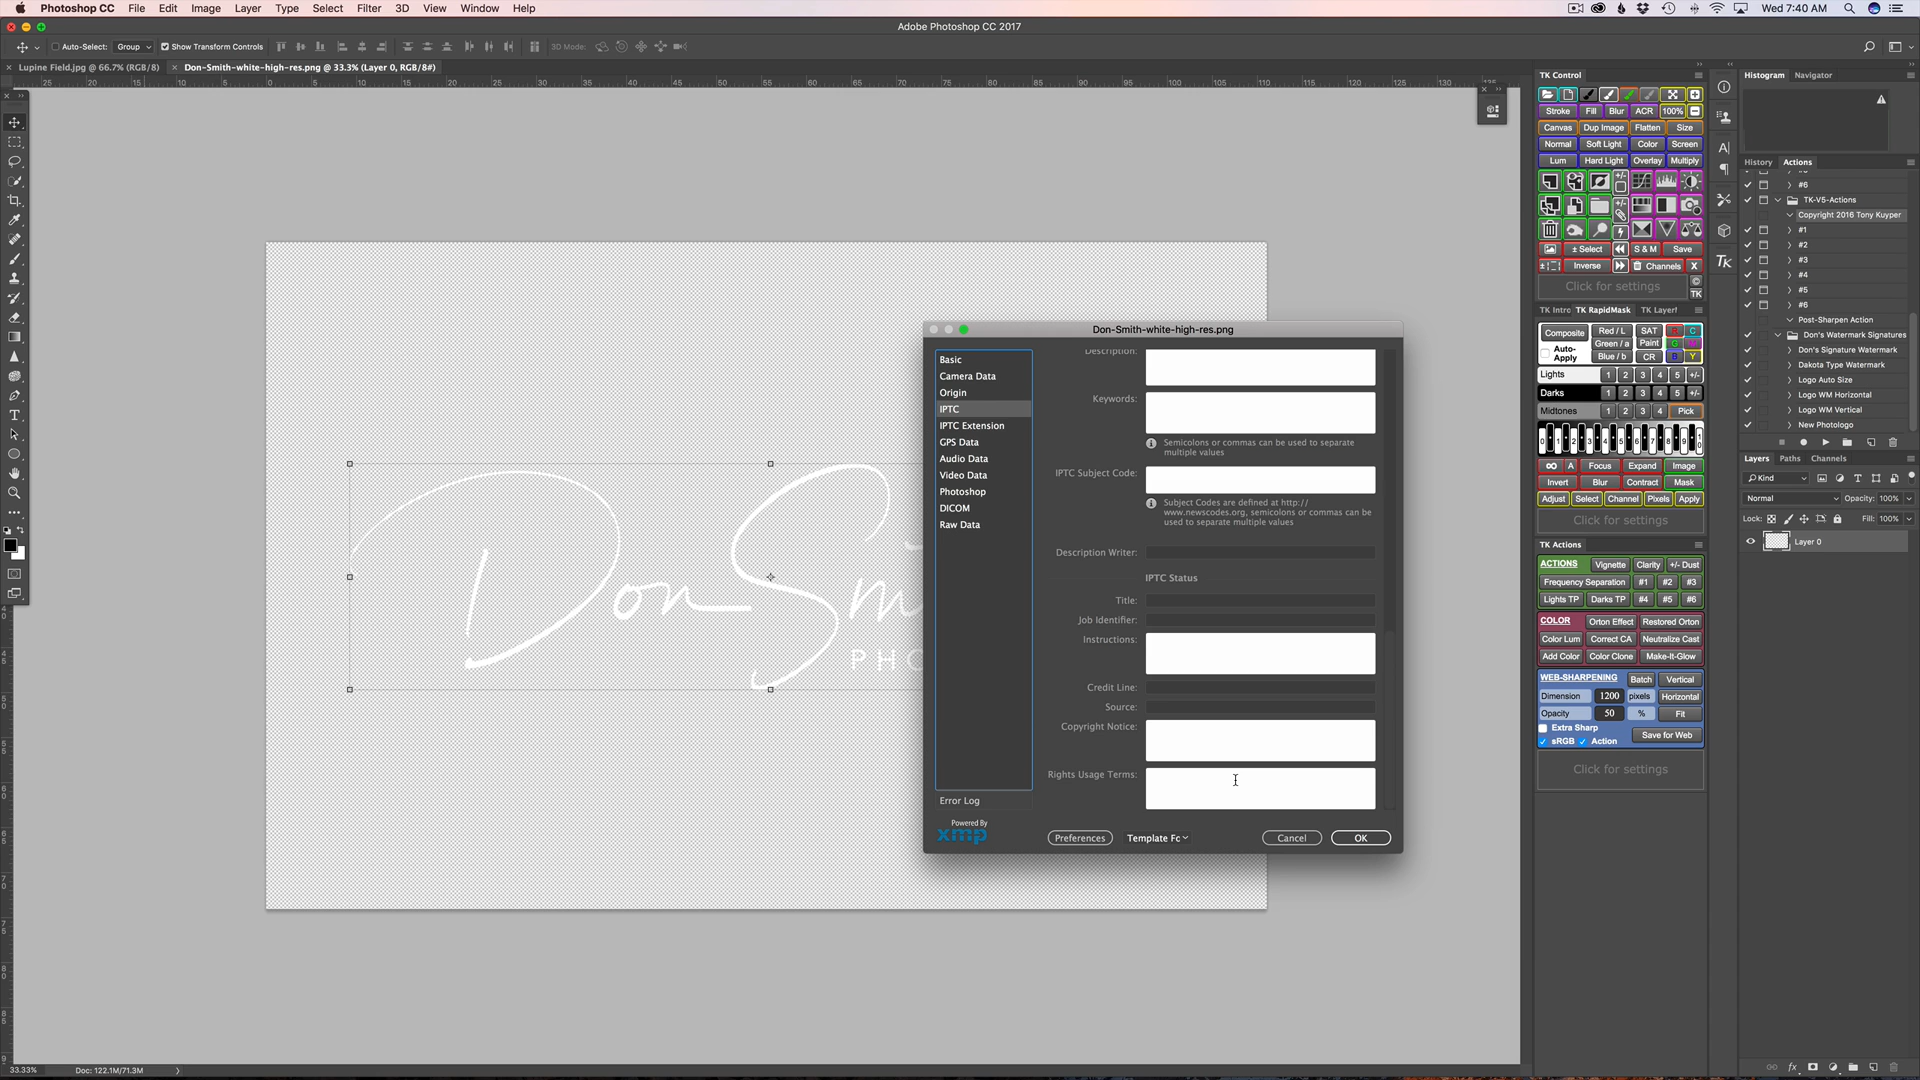 Photoshop CC File Edit Image Layer Type Select Filter 3D View Window Help
Wed 7:40 AM
Adobe Photoshop CC 2017
Auto-Select: Group Show Transform Controls 3D Mode:
Lupine Field.jpg @ 66.7% (RGB/8)
Don-Smith-white-high-res.png @ 33.3% (Layer 0, RGB/8#)
Don Sm
PHO
Don-Smith-white-high-res.png
Basic
Camera Data
Origin
IPTC
IPTC Extension
GPS Data
Audio Data
Video Data
Photoshop
DICOM
Raw Data
Error Log
Powered By
xmp
Description:
Keywords:
Semicolons or commas can be used to separate
multiple values
IPTC Subject Code:
Subject Codes are defined at http://
www.newscodes.org, semicolons or commas can be
used to separate multiple values
Description Writer:
IPTC Status
Title:
Job Identifier:
Instructions:
Credit Line:
Source:
Copyright Notice:
Rights Usage Terms:
Preferences Template Fc Cancel OK
TK Control
Stroke Fill Blur ACR 100%
Canvas Dup Image Flatten Size
Normal Soft Light Color Screen
Lum Hard Light Overlay Multiply
± Select S & M Save
Inverse Channels X
Click for settings
TK
TK Intro TK RapidMask TK Layer!
Composite Red / L SAT R C
Auto-Apply Green / a Paint G M
Blue / b CR B Y
Lights 1 2 3 4 5 +/-
Darks 1 2 3 4 5 +/-
Midtones 1 2 3 4 Pick
0 1 2 3 4 5 6 7 8 9 10
∞ A Focus Expand Image
Invert Blur Contract Mask
Adjust Select Channel Pixels Apply
Click for settings
TK Actions
ACTIONS Vignette Clarity +/- Dust
Frequency Separation #1 #2 #3
Lights TP Darks TP #4 #5 #6
COLOR Orton Effect Restored Orton
Color Lum Correct CA Neutralize Cast
Add Color Color Clone Make-It-Glow
WEB-SHARPENING Batch Vertical
Dimension 1200 pixels Horizontal
Opacity 50 % Fit
Extra Sharp
sRGB Action Save for Web
Click for settings
Histogram Navigator
History Actions
#6
TK-V5-Actions
Copyright 2016 Tony Kuyper
#1
#2
#3
#4
#5
#6
Post-Sharpen Action
Don's Watermark Signatures
Don's Signature Watermark
Dakota Type Watermark
Logo Auto Size
Logo WM Horizontal
Logo WM Vertical
New Photologo
Layers Paths Channels
Kind
Normal Opacity: 100%
Lock: Fill: 100%
Layer 0
33.33% Doc: 122.1M/71.3M